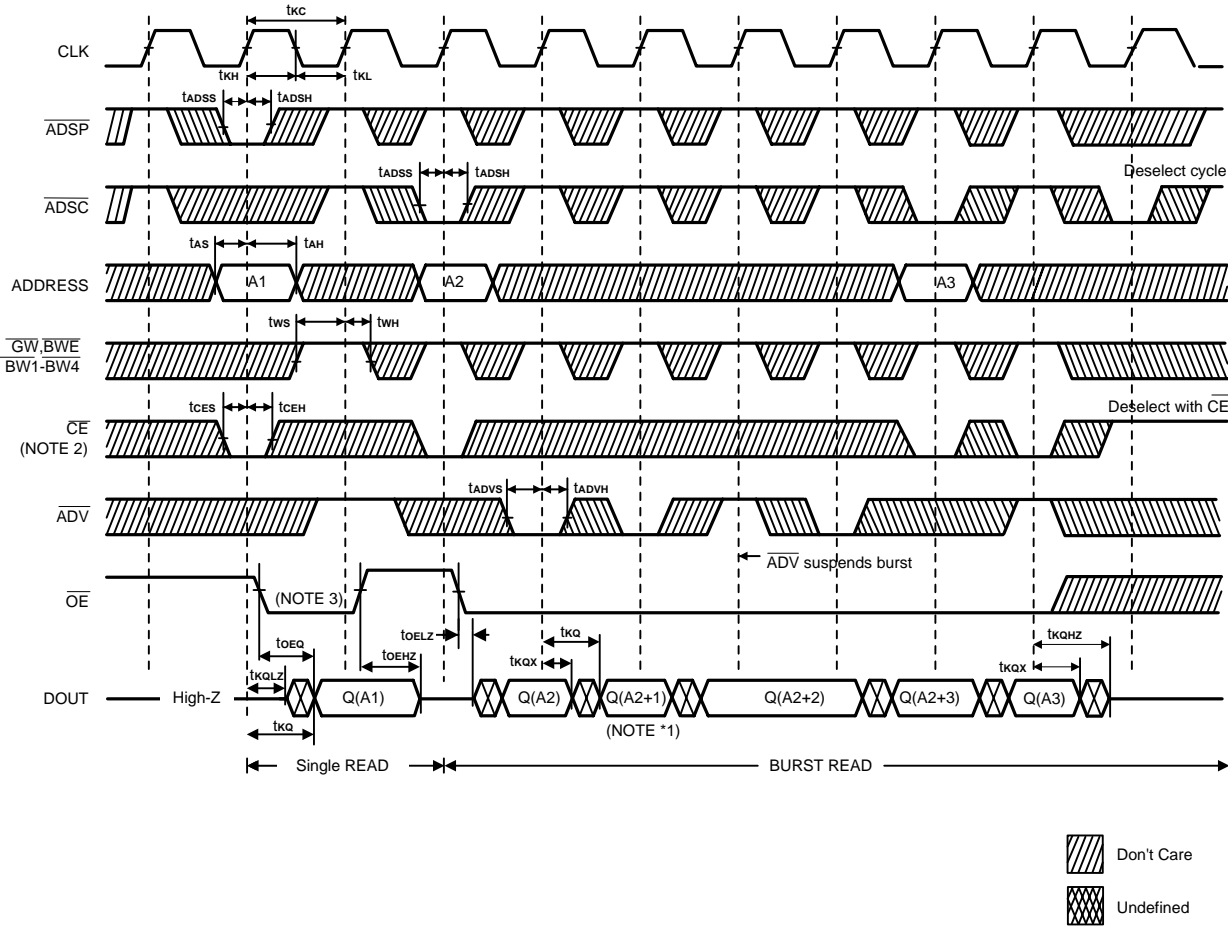 tKC
CLK
tKH
tKL
tADSS
tADSH
ADSP
tADSS
tADSH
Deselect cycle
ADSC
tAS
tAH
ADDRESS
A1
A2
A3
tWS
tWH
GW,BWE
BW1-BW4
tCES
tCEH
Deselect with CE
CE
(NOTE 2)
tADVS
tADVH
ADV
ADV suspends burst
OE
(NOTE 3)
tOEQ
tOELZ
tKQ
tKQHZ
tOEHZ
tKQX
tKQX
tKQLZ
DOUT
High-Z
Q(A1)
Q(A2)
Q(A2+1)
Q(A2+2)
Q(A2+3)
Q(A3)
tKQ
(NOTE *1)
Single READ
BURST READ
Don't Care
Undefined